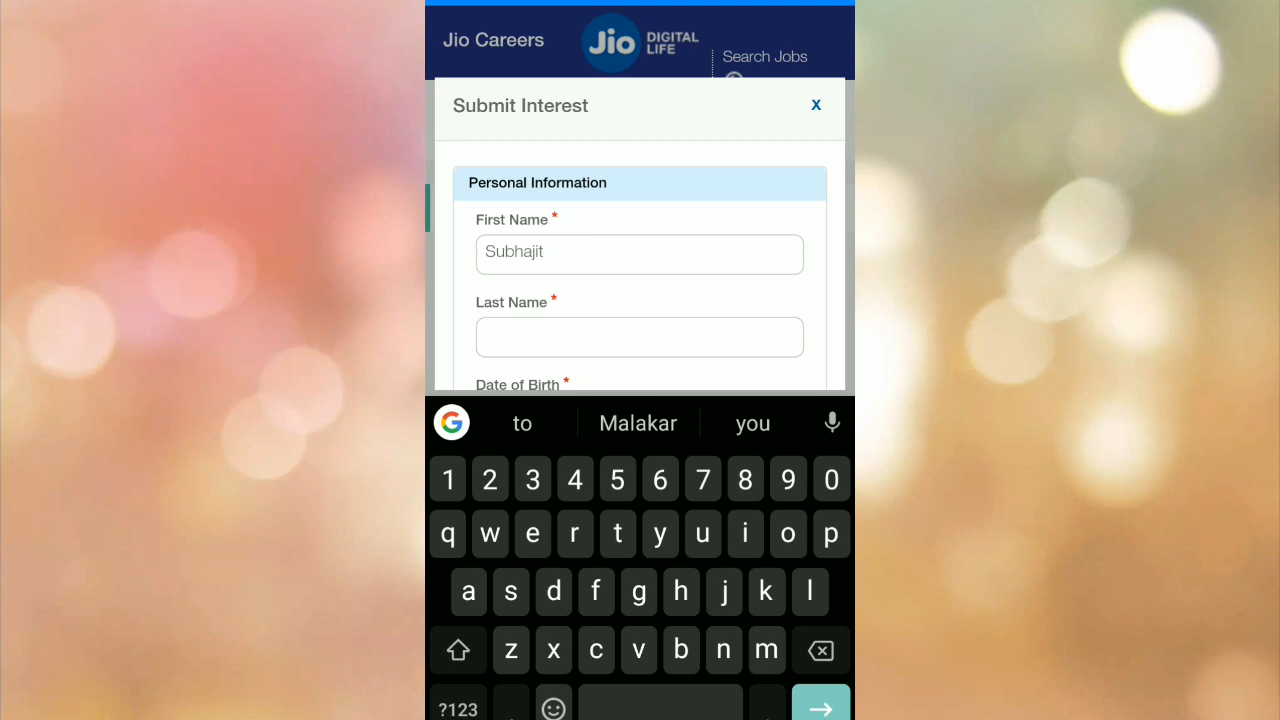 Jio Careers
Jio DIGITAL LIFE
Search Jobs
Submit Interest X
Personal Information
First Name *
Subhajit
Last Name *
Date of Birth *
G to Malakar you
1 2 3 4 5 6 7 8 9 0
q w e r t y u i o p
a s d f g h j k l
z x c v b n m
?123 , .